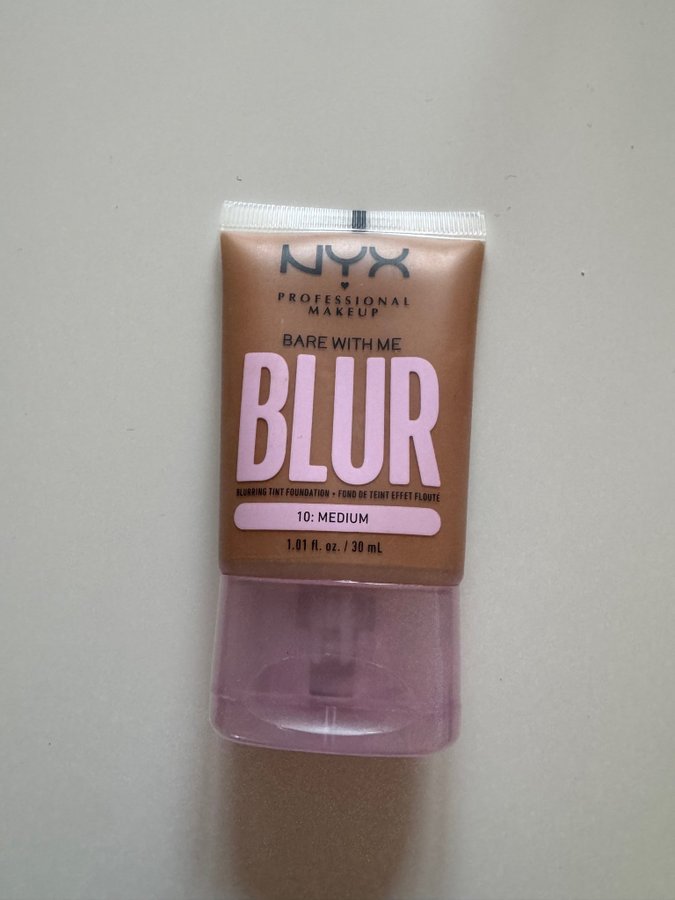 NYX
PROFESSIONAL
MAKEUP
BARE WITH ME
BLUR
BLURRING TINT FOUNDATION • FOND DE TEINT EFFET FLOUTÉ
10: MEDIUM
1.01 fl. oz. / 30 mL